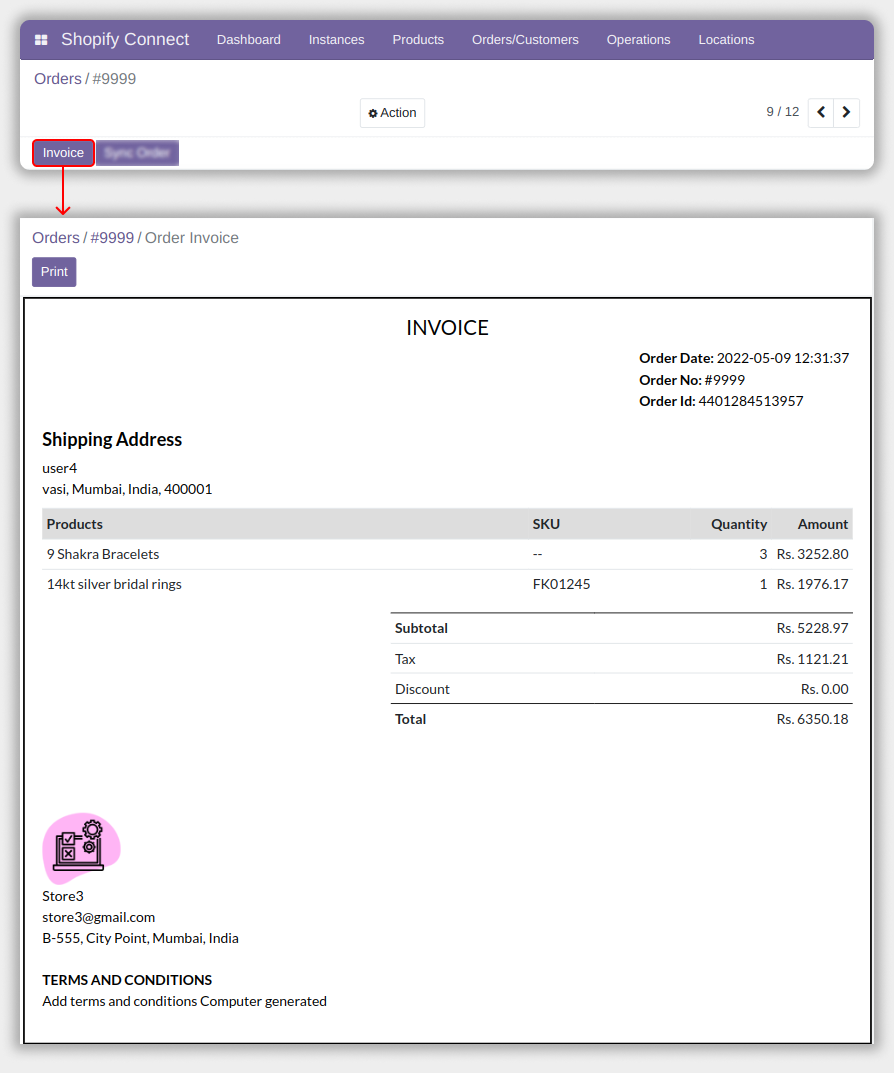 Shopify Connect Dashboard Instances Products Orders/Customers Operations Locations
Orders / #9999
Action 9 / 12
Invoice Sync Order
Orders / #9999 / Order Invoice
Print
INVOICE
Order Date: 2022-05-09 12:31:37
Order No: #9999
Order Id: 4401284513957
Shipping Address
user4
vasi, Mumbai, India, 400001
Products SKU Quantity Amount
9 Shakra Bracelets -- 3 Rs. 3252.80
14kt silver bridal rings FK01245 1 Rs. 1976.17
Subtotal Rs. 5228.97
Tax Rs. 1121.21
Discount Rs. 0.00
Total Rs. 6350.18
Store3
store3@gmail.com
B-555, City Point, Mumbai, India
TERMS AND CONDITIONS
Add terms and conditions Computer generated